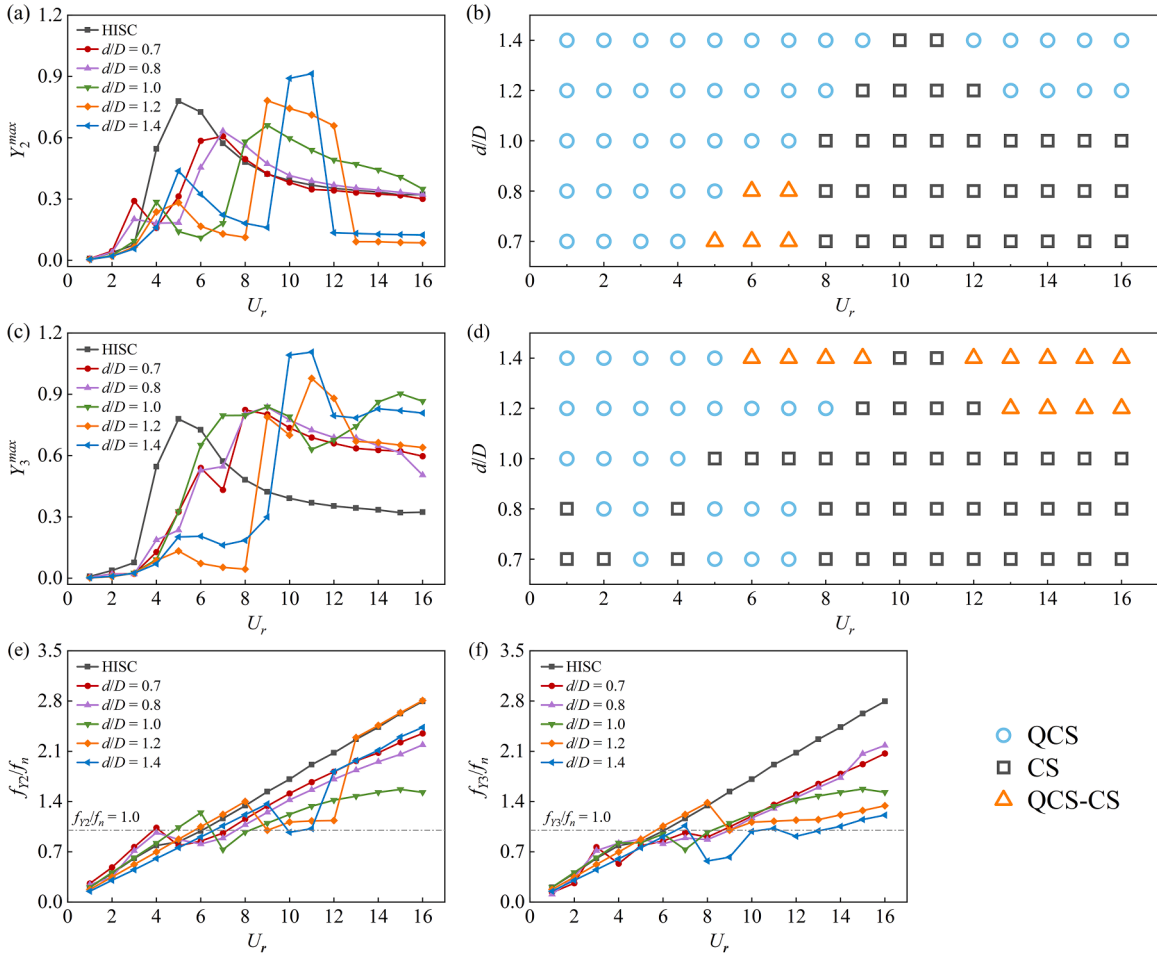 (a)
1.2
0.9
0.6
0.3
0.0
Y₂ᵐᵃˣ
HISC
d/D = 0.7
d/D = 0.8
d/D = 1.0
d/D = 1.2
d/D = 1.4
0 2 4 6 8 10 12 14 16
Uᵣ
(b)
1.4
1.2
1.0
0.8
0.7
d/D
0 2 4 6 8 10 12 14 16
Uᵣ
(c)
1.2
0.9
0.6
0.3
0.0
Y₃ᵐᵃˣ
HISC
d/D = 0.7
d/D = 0.8
d/D = 1.0
d/D = 1.2
d/D = 1.4
0 2 4 6 8 10 12 14 16
Uᵣ
(d)
1.4
1.2
1.0
0.8
0.7
d/D
0 2 4 6 8 10 12 14 16
Uᵣ
(e)
3.5
2.8
2.1
1.4
0.7
0.0
f_Y2/fₙ
HISC
d/D = 0.7
d/D = 0.8
d/D = 1.0
d/D = 1.2
d/D = 1.4
f_Y2/fₙ = 1.0
0 2 4 6 8 10 12 14 16
Uᵣ
(f)
3.5
2.8
2.1
1.4
0.7
0.0
f_Y3/fₙ
HISC
d/D = 0.7
d/D = 0.8
d/D = 1.0
d/D = 1.2
d/D = 1.4
f_Y3/fₙ = 1.0
0 2 4 6 8 10 12 14 16
Uᵣ
QCS
CS
QCS-CS